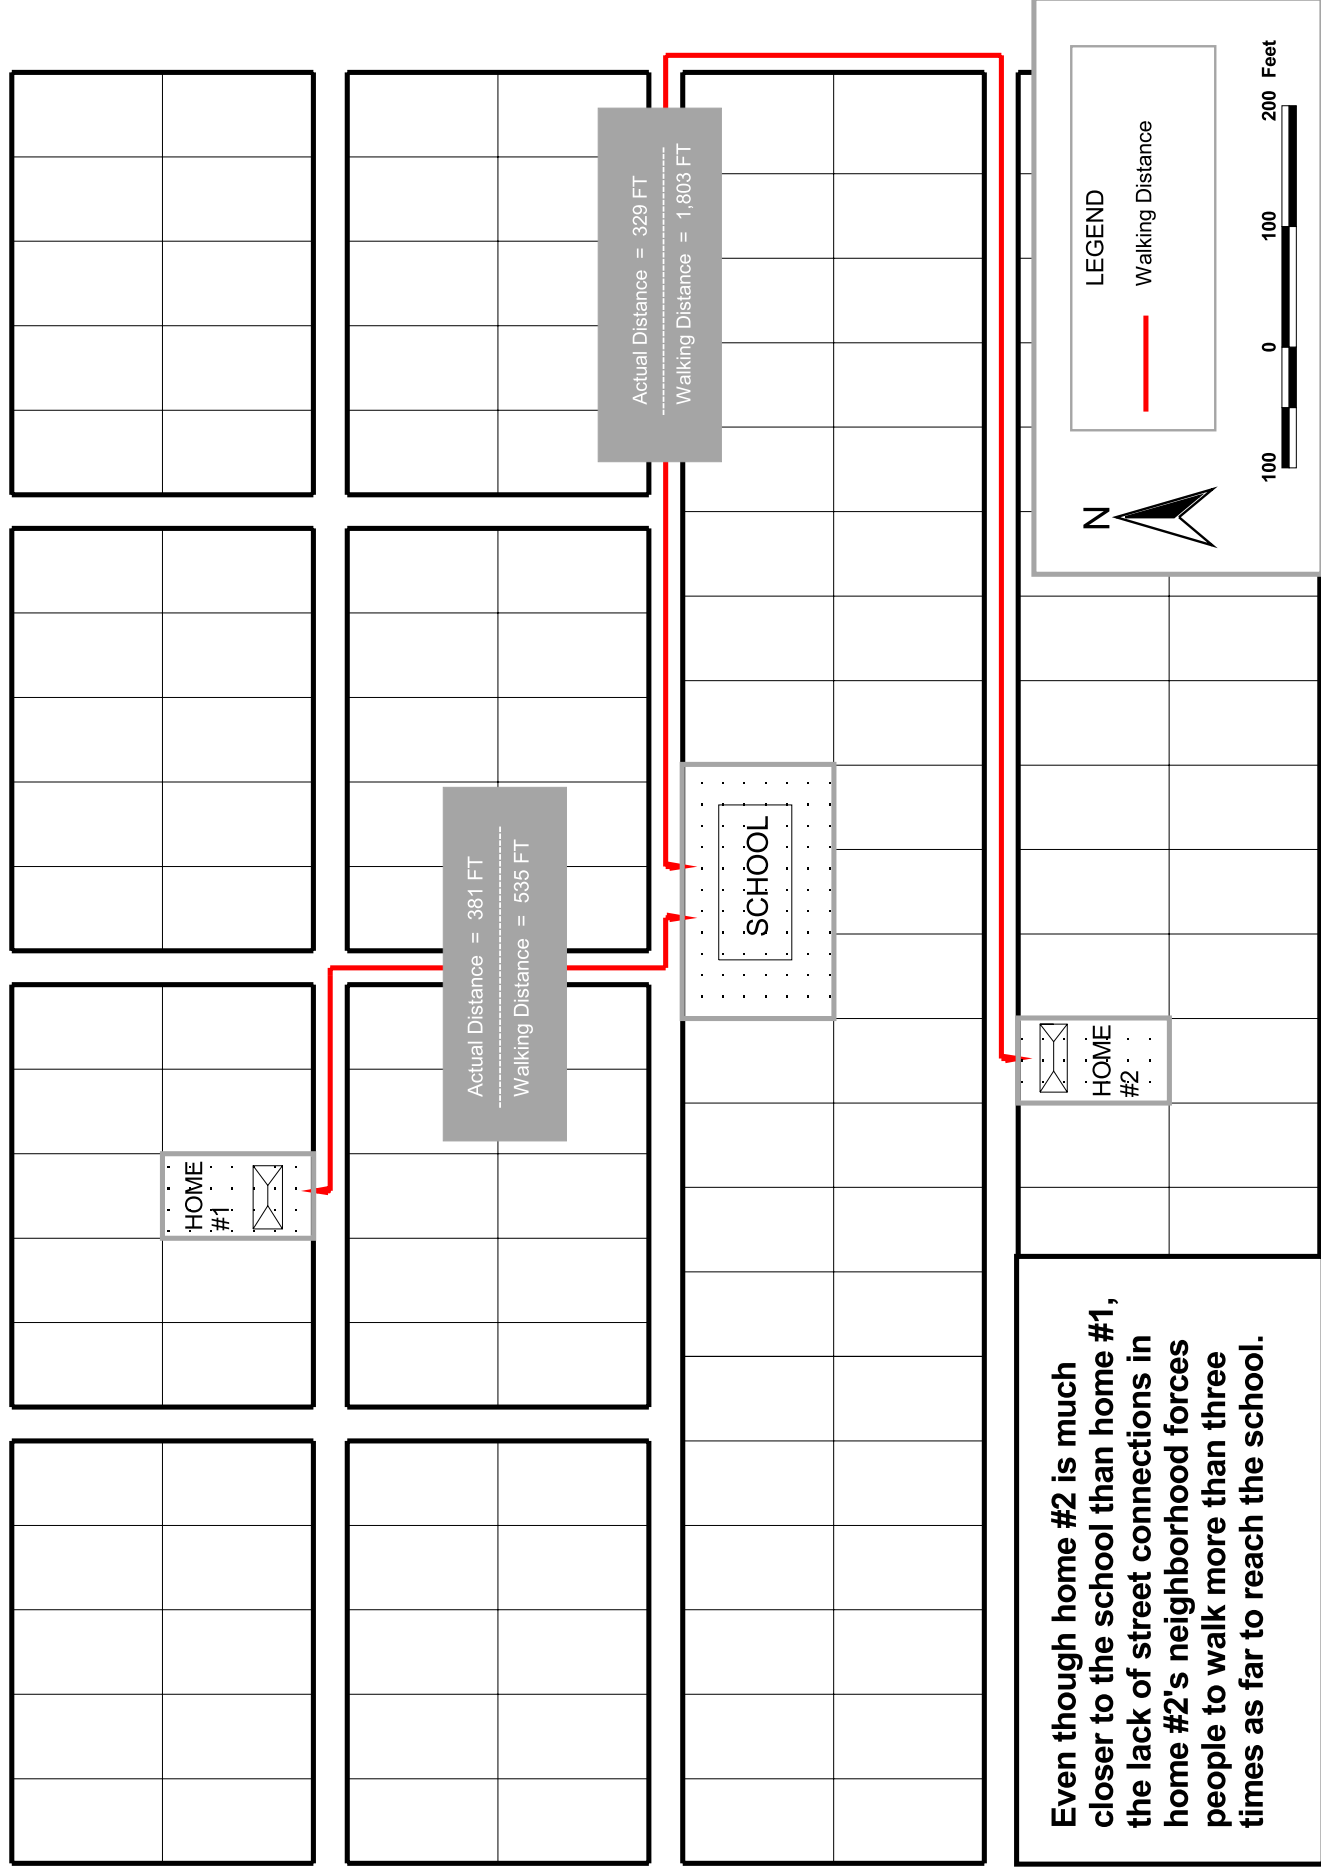 HOME
#1
Actual Distance = 381 FT
Walking Distance = 535 FT
Actual Distance = 329 FT
Walking Distance = 1,803 FT
SCHOOL
HOME
#2
Even though home #2 is much
closer to the school than home #1,
the lack of street connections in
home #2's neighborhood forces
people to walk more than three
times as far to reach the school.
N
LEGEND
Walking Distance
100 0 100 200 Feet